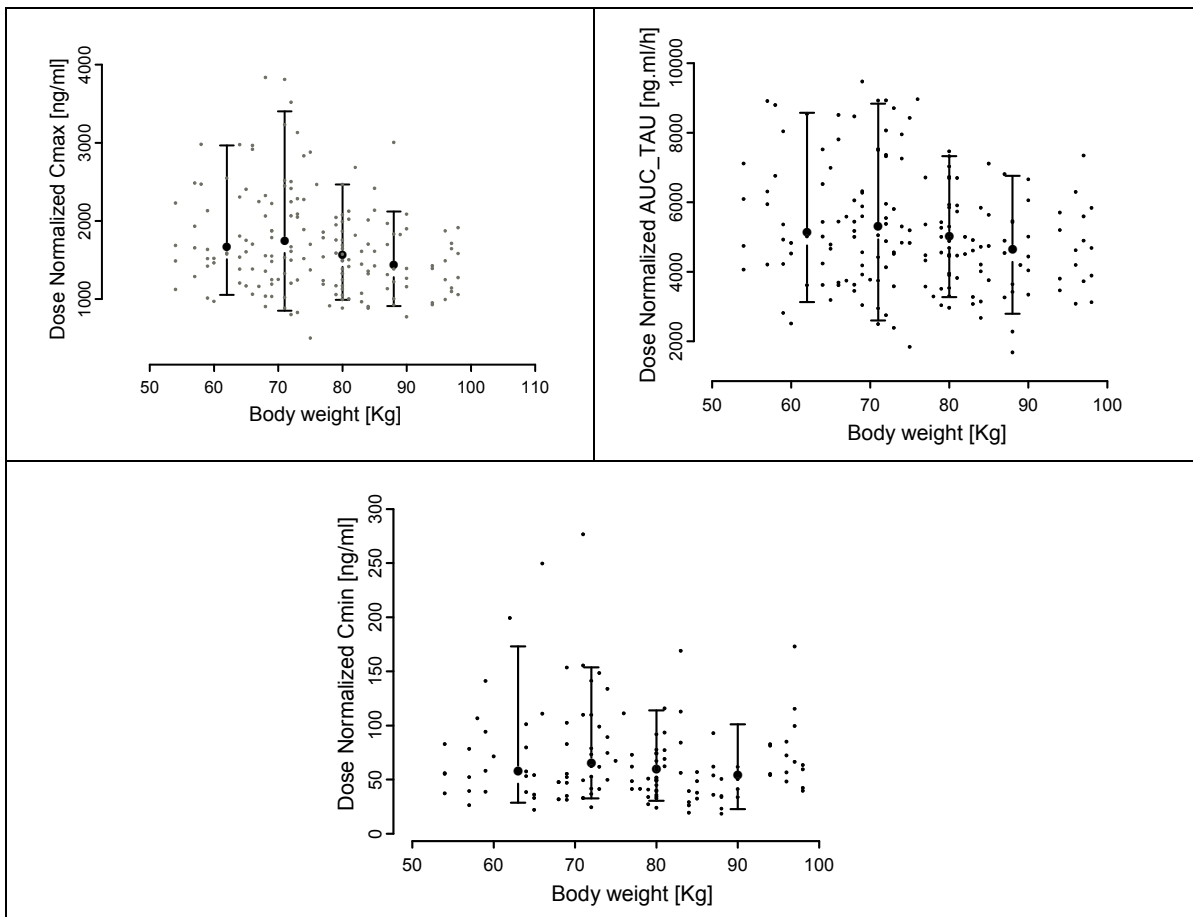 Dose Normalized Cmax [ng/ml]
4000
3000
2000
1000
50 60 70 80 90 100 110
Body weight [Kg]
Dose Normalized AUC_TAU [ng.ml/h]
10000
8000
6000
4000
2000
50 60 70 80 90 100
Body weight [Kg]
Dose Normalized Cmin [ng/ml]
300
250
200
150
100
50
0
50 60 70 80 90 100
Body weight [Kg]